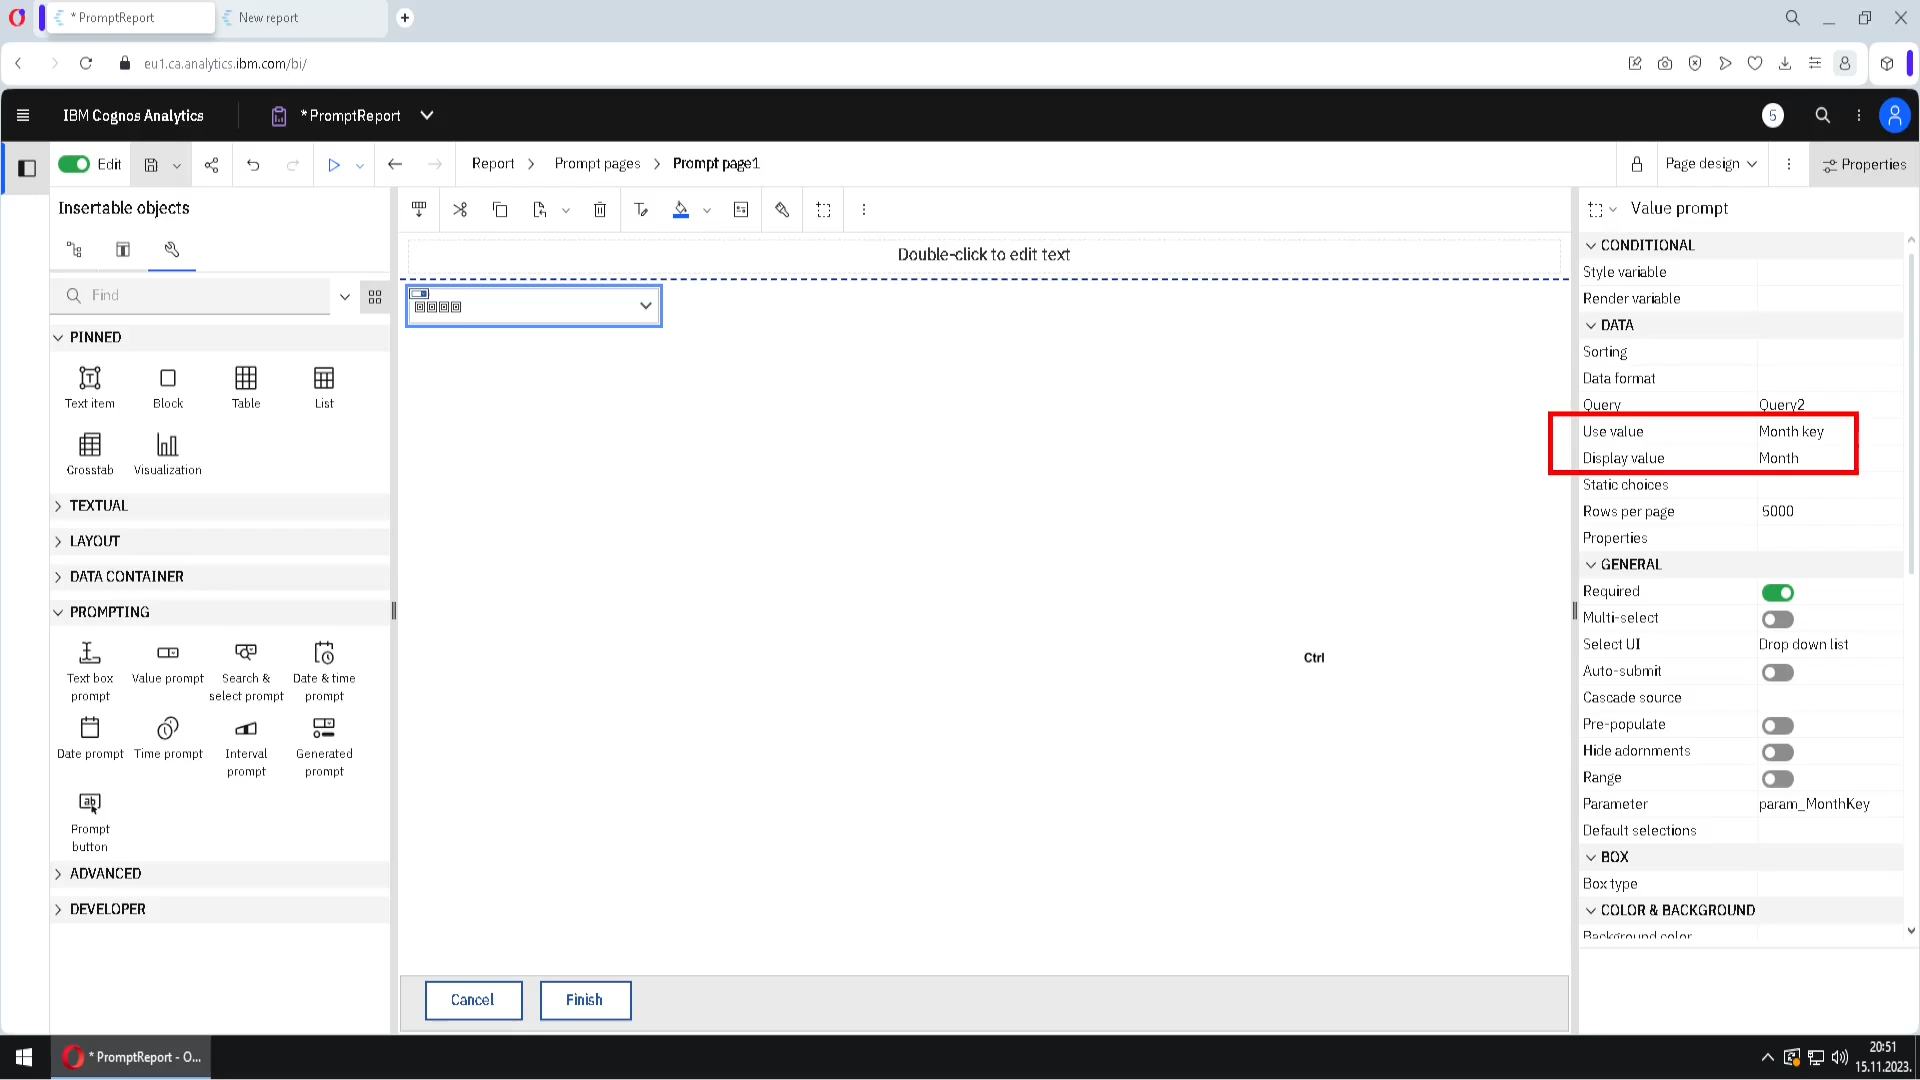 * PromptReport
New report
eu1.ca.analytics.ibm.com/bi/
IBM Cognos Analytics
* PromptReport
5
Edit
Report
Prompt pages
Prompt page1
Page design
Properties
Insertable objects
Value prompt
Double-click to edit text
Find
PINNED
Text item
Block
Table
List
Crosstab
Visualization
TEXTUAL
LAYOUT
DATA CONTAINER
PROMPTING
Text box prompt
Value prompt
Search & select prompt
Date & time prompt
Date prompt
Time prompt
Interval prompt
Generated prompt
Prompt button
ADVANCED
DEVELOPER
Ctrl
Cancel
Finish
CONDITIONAL
Style variable
Render variable
DATA
Sorting
Data format
Query Query2
Use value Month key
Display value Month
Static choices
Rows per page 5000
Properties
GENERAL
Required
Multi-select
Select UI Drop down list
Auto-submit
Cascade source
Pre-populate
Hide adornments
Range
Parameter param_MonthKey
Default selections
BOX
Box type
COLOR & BACKGROUND
Background color
* PromptReport - O...
20:51
15.11.2023.